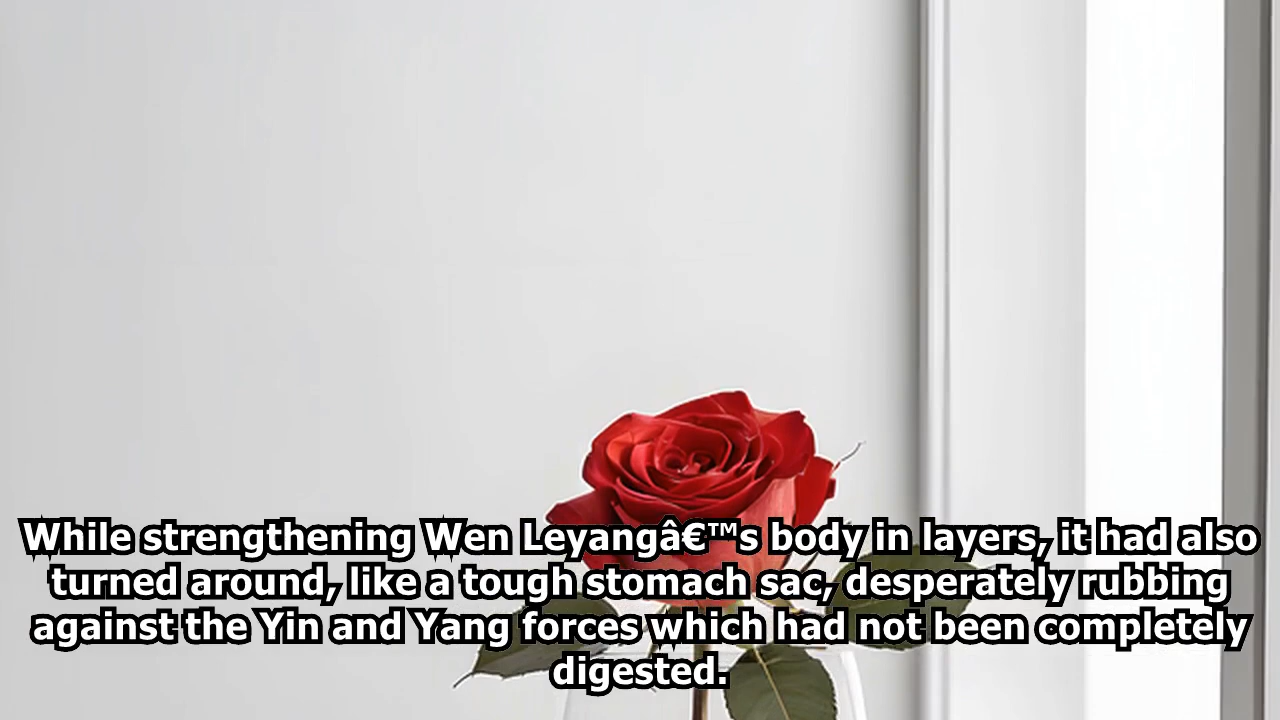 While strengthening Wen Leyangâ€™s body in layers, it had also
turned around, like a tough stomach sac, desperately rubbing
against the Yin and Yang forces which had not been completely
digested.